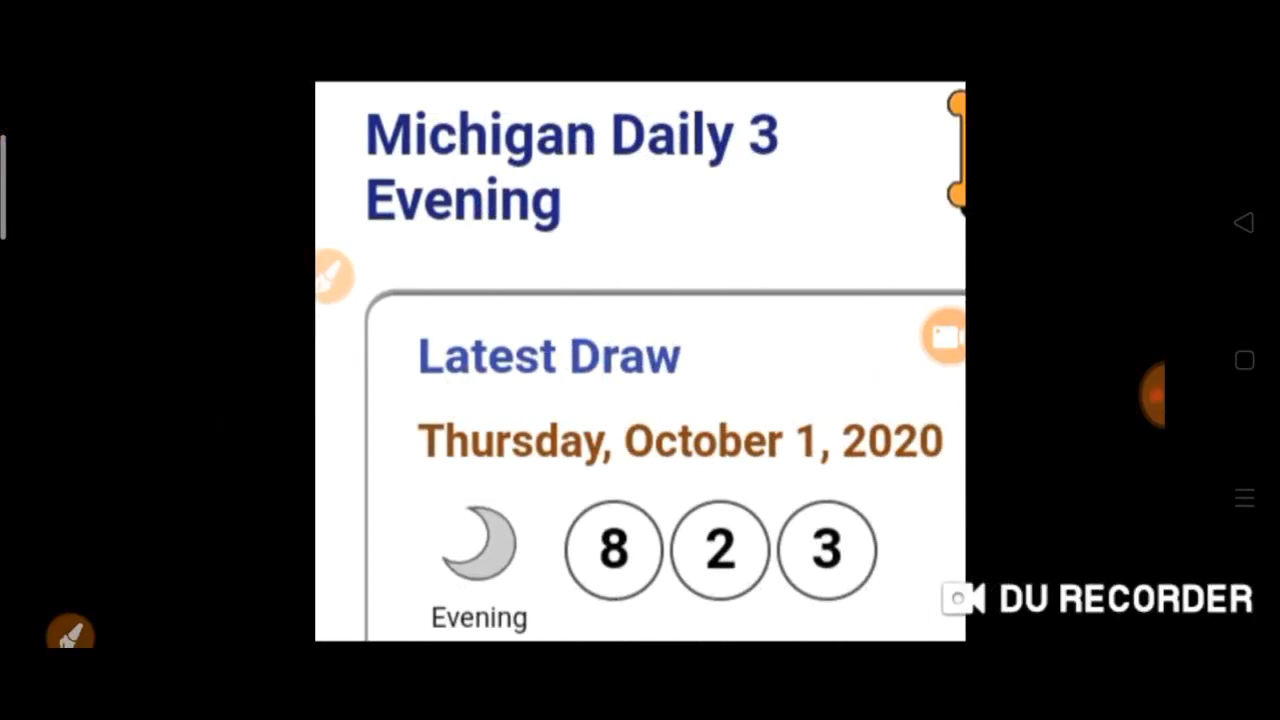 Michigan Daily 3
Evening
Latest Draw
Thursday, October 1, 2020
8 2 3
Evening
DU RECORDER